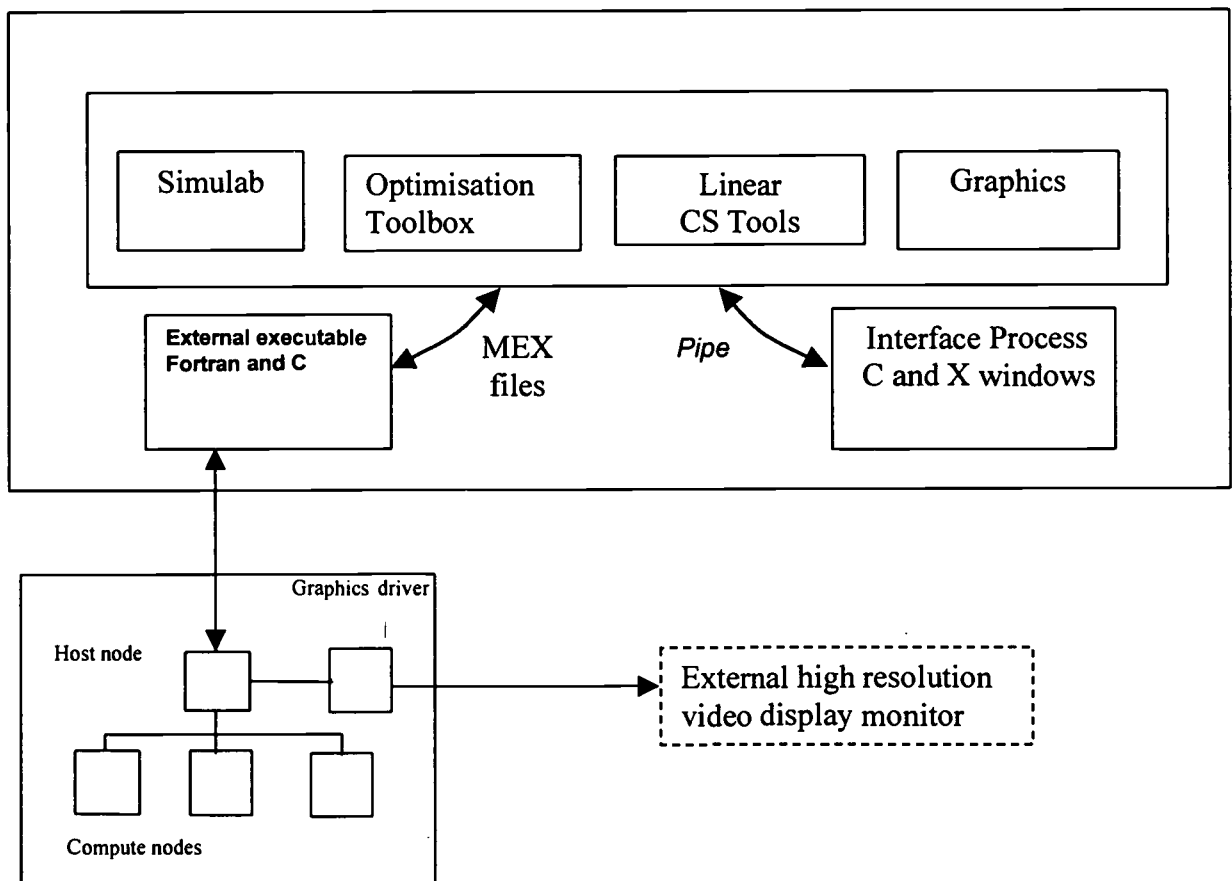 Simulab
Optimisation
Toolbox
Linear
CS Tools
Graphics
External executable
Fortran and C
MEX
files
Pipe
Interface Process
C and X windows
Graphics driver
Host node
External high resolution
video display monitor
Compute nodes